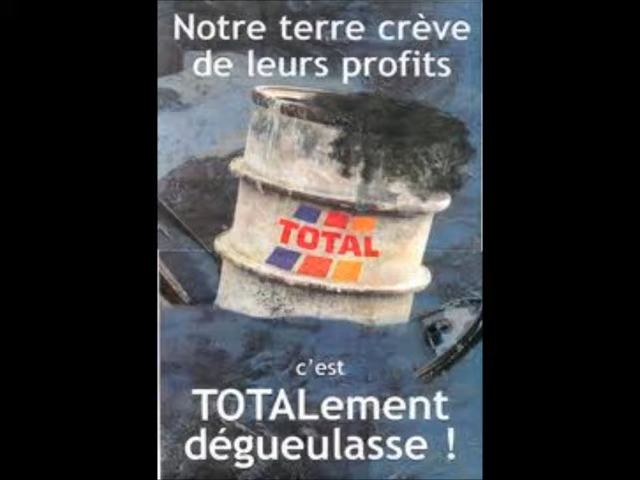 Notre terre crève
de leurs profits
TOTAL
c'est
TOTALement
dégueulasse !